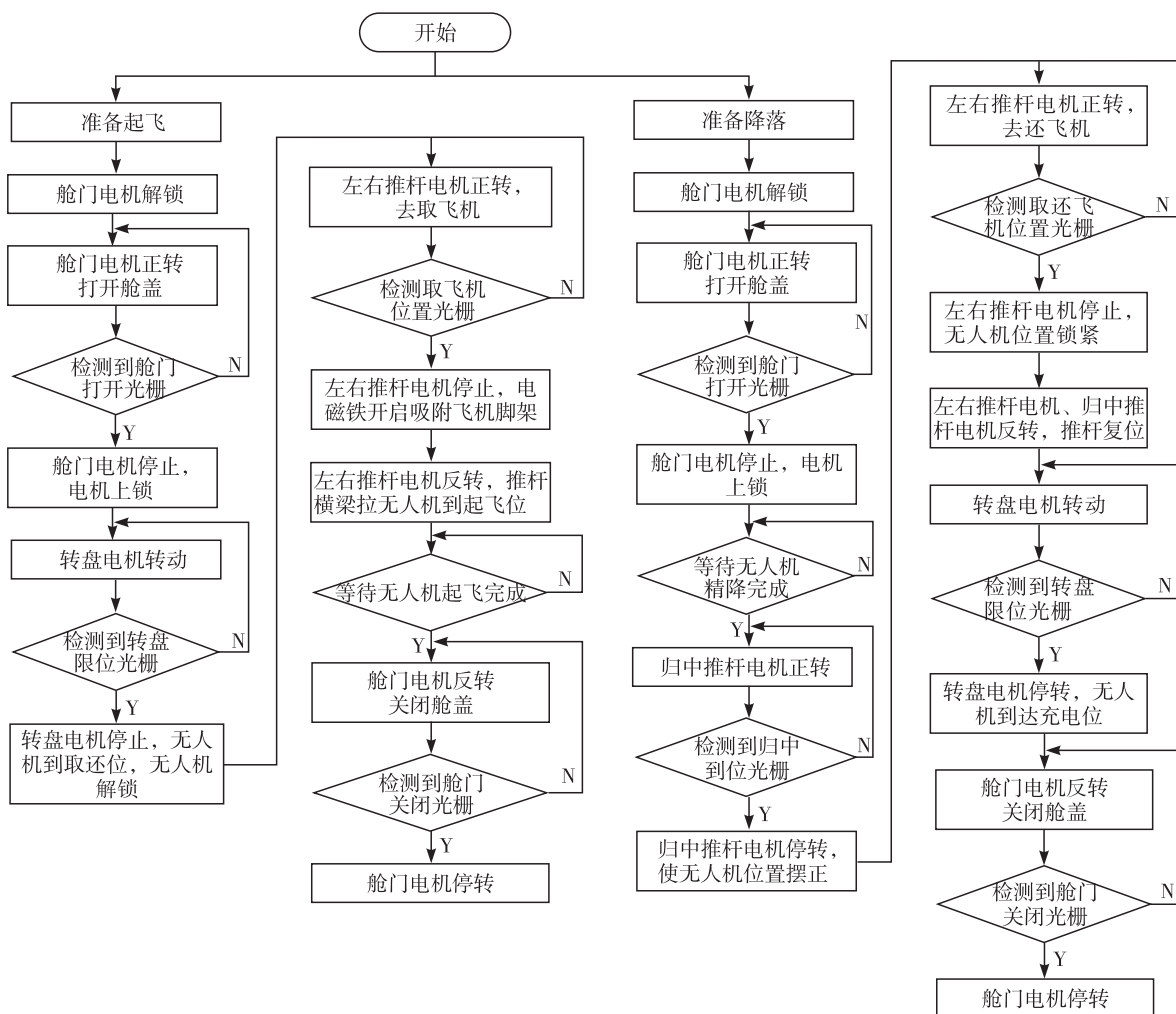 开始
准备起飞
舱门电机解锁
舱门电机正转
打开舱盖
检测到舱门
打开光栅
N
Y
舱门电机停止，
电机上锁
转盘电机转动
检测到转盘
限位光栅
N
Y
转盘电机停止，无人
机到取还位，无人机
解锁
左右推杆电机正转，
去取飞机
检测取飞机
位置光栅
N
Y
左右推杆电机停止，电
磁铁开启吸附飞机脚架
左右推杆电机反转，推杆
横梁拉无人机到起飞位
等待无人机起飞完成
N
Y
舱门电机反转
关闭舱盖
检测到舱门
关闭光栅
N
Y
舱门电机停转
准备降落
舱门电机解锁
舱门电机正转
打开舱盖
N
检测到舱门
打开光栅
Y
舱门电机停止，电机
上锁
等待无人机
精降完成
N
Y
归中推杆电机正转
检测到归中
到位光栅
N
Y
归中推杆电机停转，
使无人机位置摆正
左右推杆电机正转，
去还飞机
检测取还飞
机位置光栅
N
Y
左右推杆电机停止，
无人机位置锁紧
左右推杆电机、归中推
杆电机反转，推杆复位
转盘电机转动
检测到转盘
限位光栅
N
Y
转盘电机停转，无人
机到达充电位
舱门电机反转
关闭舱盖
检测到舱门
关闭光栅
N
Y
舱门电机停转